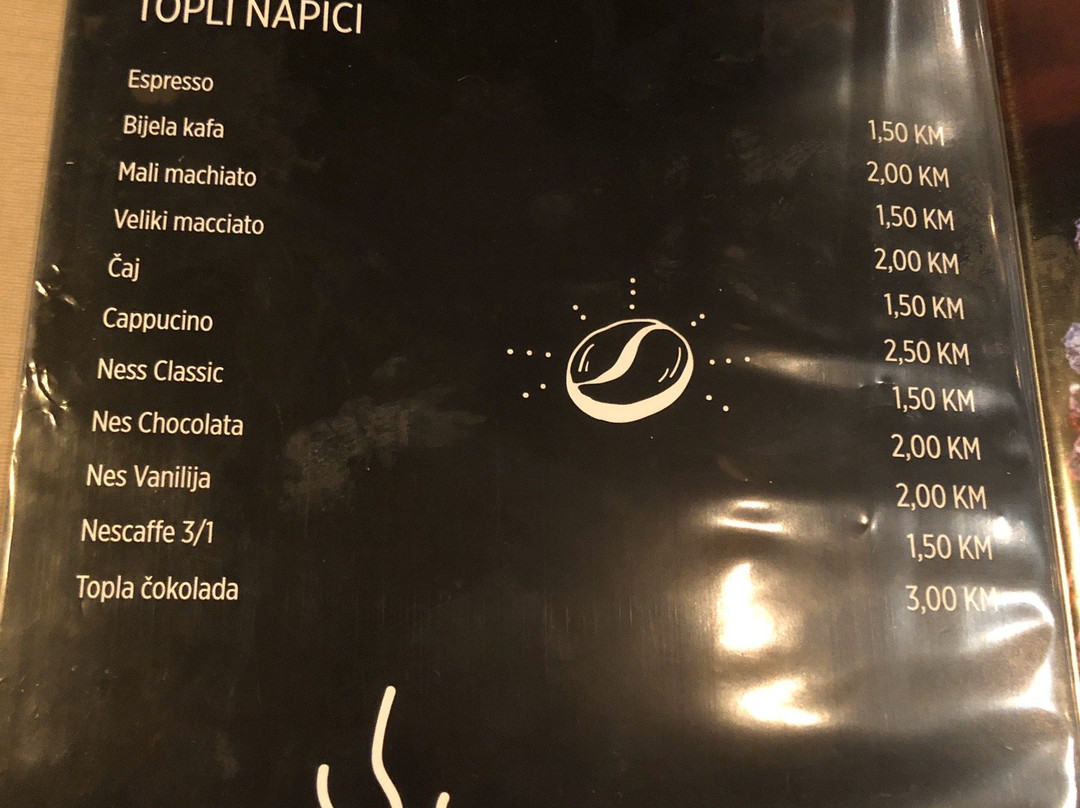 TOPLI NAPICI
Espresso 1,50 KM
Bijela kafa 2,00 KM
Mali machiato 1,50 KM
Veliki macciato 2,00 KM
Čaj 1,50 KM
Cappucino 2,50 KM
Ness Classic 1,50 KM
Nes Chocolata 2,00 KM
Nes Vanilija 2,00 KM
Nescaffe 3/1 1,50 KM
Topla čokolada 3,00 KM